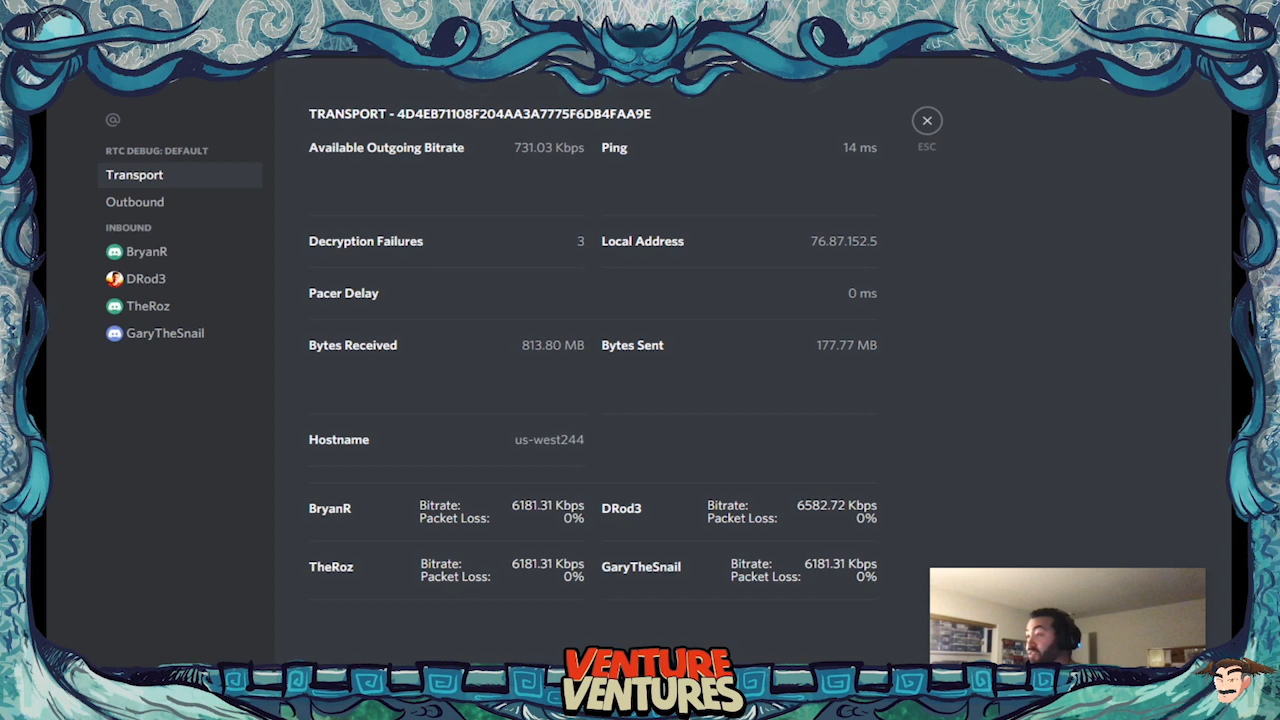 @
RTC DEBUG: DEFAULT
Transport
Outbound
INBOUND
BryanR
DRod3
TheRoz
GaryTheSnail
TRANSPORT - 4D4EB71108F204AA3A7775F6DB4FAA9E
Available Outgoing Bitrate 731.03 Kbps Ping 14 ms
Decryption Failures 3 Local Address 76.87.152.5
Pacer Delay 0 ms
Bytes Received 813.80 MB Bytes Sent 177.77 MB
Hostname us-west244
BryanR Bitrate: 6181.31 Kbps DRod3 Bitrate: 6582.72 Kbps
Packet Loss: 0% Packet Loss: 0%
TheRoz Bitrate: 6181.31 Kbps GaryTheSnail Bitrate: 6181.31 Kbps
Packet Loss: 0% Packet Loss: 0%
ESC
VENTURE
VENTURES